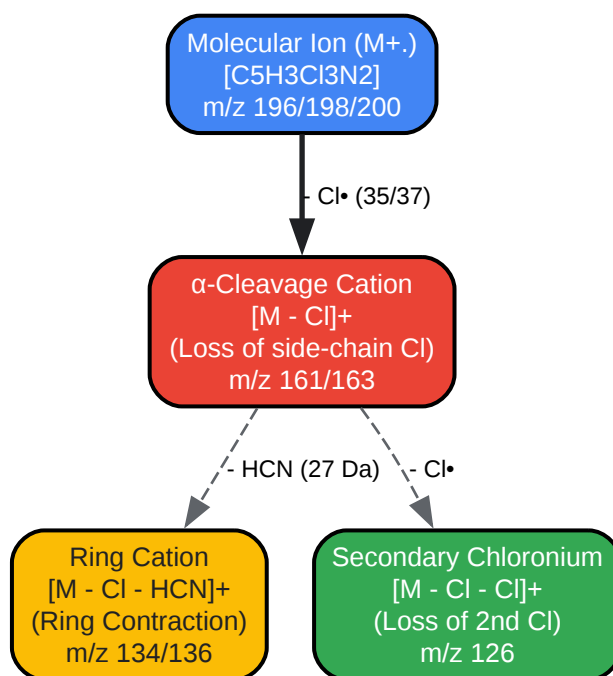 Molecular Ion (M+.)
[C5H3Cl3N2]
m/z 196/198/200
- Cl• (35/37)
α-Cleavage Cation
[M - Cl]+
(Loss of side-chain Cl)
m/z 161/163
- HCN (27 Da)
- Cl•
Ring Cation
[M - Cl - HCN]+
(Ring Contraction)
m/z 134/136
Secondary Chloronium
[M - Cl - Cl]+
(Loss of 2nd Cl)
m/z 126